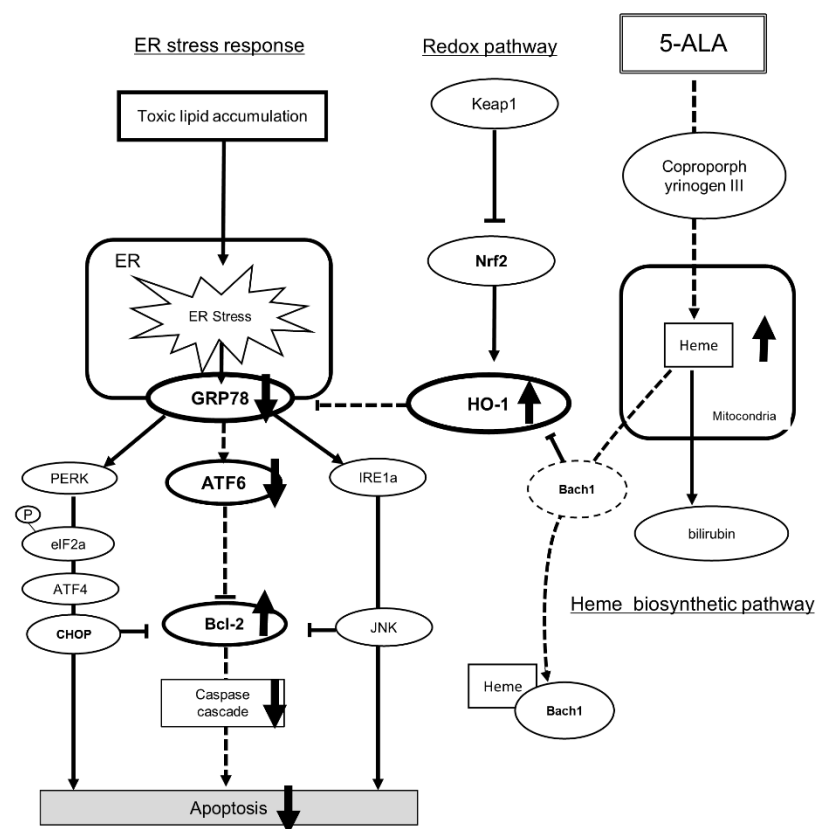 ER stress response
Redox pathway
5-ALA
Toxic lipid accumulation
Keap1
Coproporph
yrinogen III
ER
Nrf2
ER Stress
Heme
GRP78
HO-1
Mitocondria
PERK
ATF6
IRE1a
Bach1
P
eIF2a
bilirubin
ATF4
Heme biosynthetic pathway
CHOP
Bcl-2
JNK
Caspase
cascade
Heme
Bach1
Apoptosis